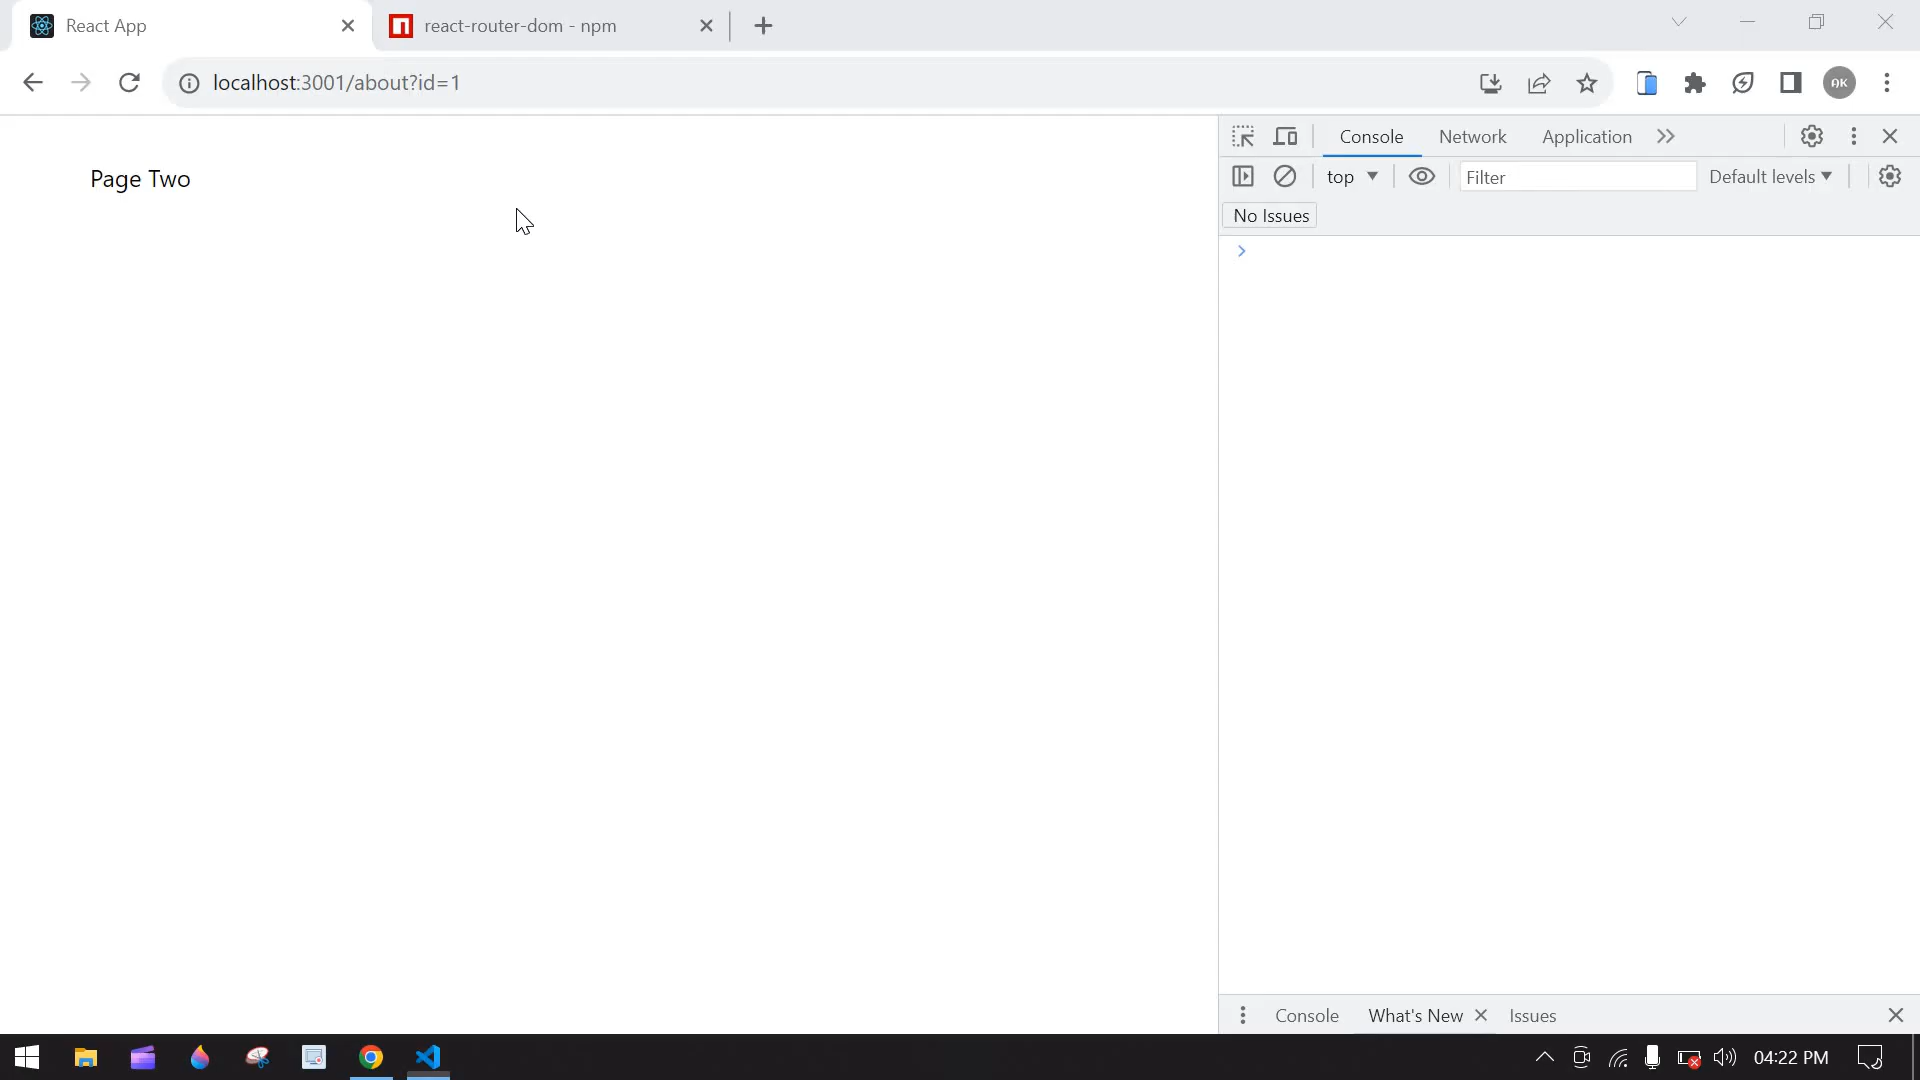 React App
react-router-dom - npm
localhost:3001/about?id=1
AK
Page Two
Console
Network
Application
top
Filter
Default levels
No Issues
Console
What's New
Issues
04:22 PM